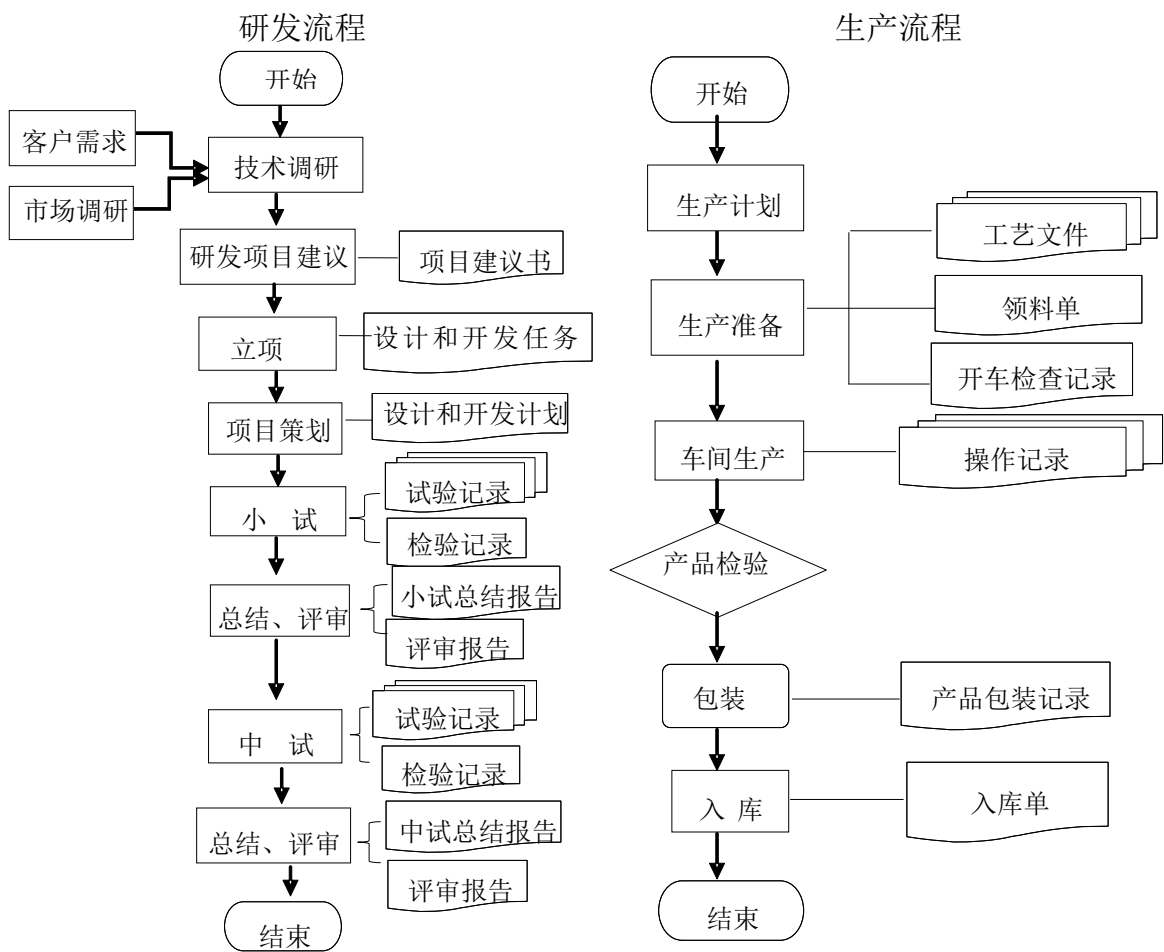 研发流程
开始
客户需求
市场调研
技术调研
研发项目建议
项目建议书
立项
设计和开发任务
项目策划
设计和开发计划
小 试
试验记录
检验记录
总结、评审
小试总结报告
评审报告
中 试
试验记录
检验记录
总结、评审
中试总结报告
评审报告
结束
生产流程
开始
生产计划
生产准备
工艺文件
领料单
开车检查记录
车间生产
操作记录
产品检验
包装
产品包装记录
入 库
入库单
结束